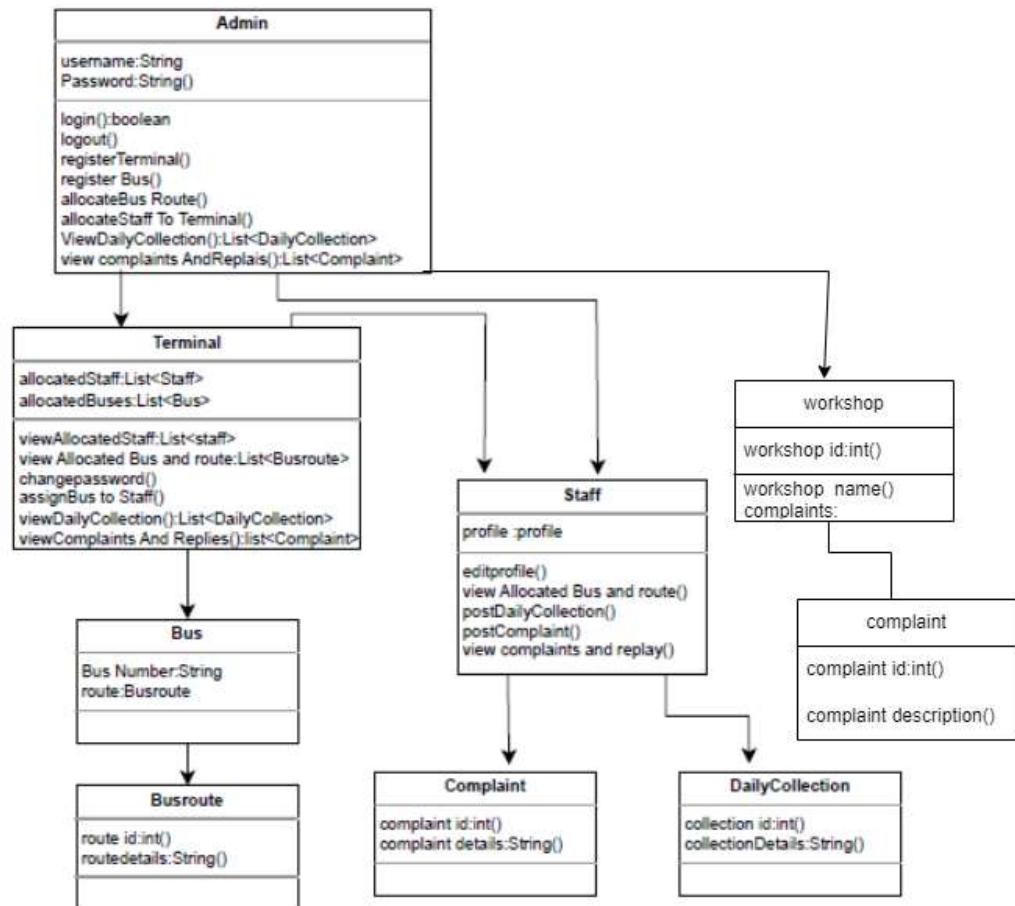 Admin
username:String
Password:String()
login():boolean
logout()
registerTerminal()
register Bus()
allocateBus Route()
allocateStaff To Terminal()
ViewDailyCollection():List<DailyCollection>
view complaints AndReplais():List<Complaint>
Terminal
allocatedStaff:List<Staff>
allocatedBuses:List<Bus>
viewAllocatedStaff:List<staff>
view Allocated Bus and route:List<Busroute>
changepassword()
assignBus to Staff()
viewDailyCollection():List<DailyCollection>
viewComplaints And Replies():list<Complaint>
Staff
profile :profile
editprofile()
view Allocated Bus and route()
postDailyCollection()
postComplaint()
view complaints and replay()
workshop
workshop id:int()
workshop name()
complaints:
complaint
complaint id:int()
complaint description()
Bus
Bus Number:String
route:Busroute
Busroute
route id:int()
routedetails:String()
Complaint
complaint id:int()
complaint details:String()
DailyCollection
collection id:int()
collectionDetails:String()